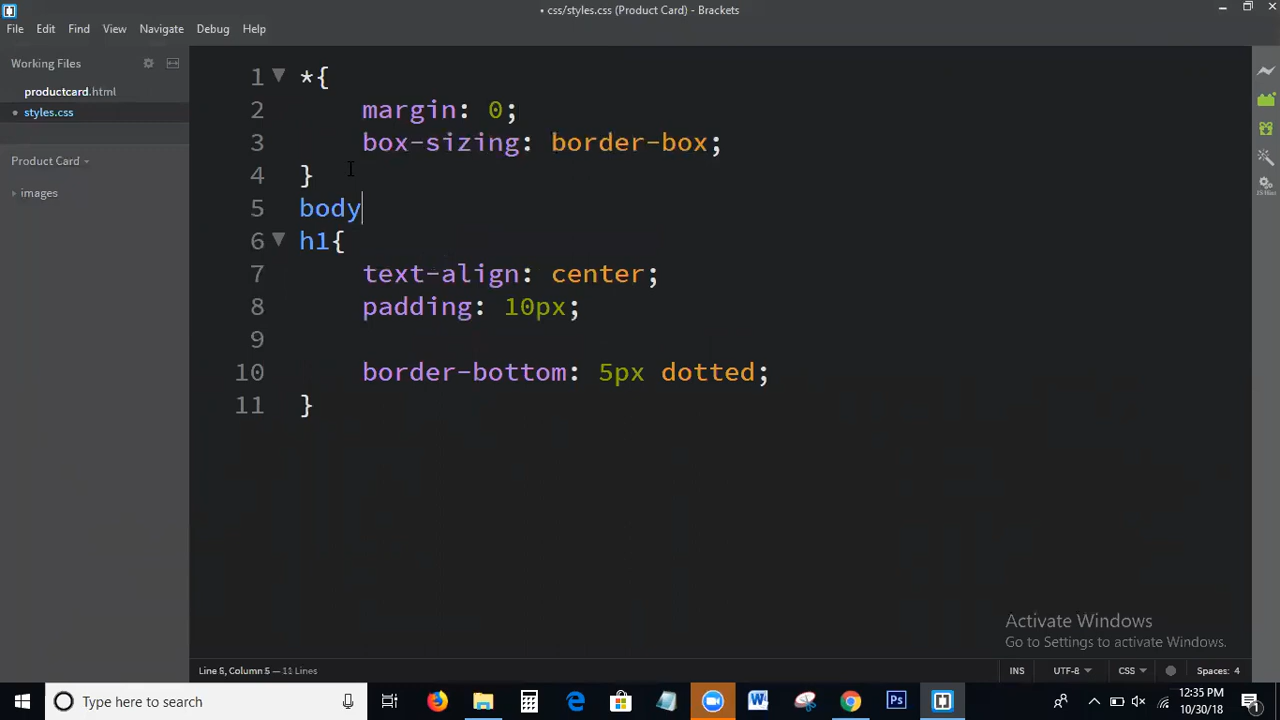 • css/styles.css (Product Card) - Brackets
File Edit Find View Navigate Debug Help
Working Files
productcard.html
• styles.css
Product Card
images
1 *{
2 margin: 0;
3 box-sizing: border-box;
4 }
5 body
6 h1{
7 text-align: center;
8 padding: 10px;
9
10 border-bottom: 5px dotted;
11 }
Activate Windows
Go to Settings to activate Windows.
Line 5, Column 5 — 11 Lines
INS UTF-8 CSS Spaces: 4
Type here to search
12:35 PM
10/30/18